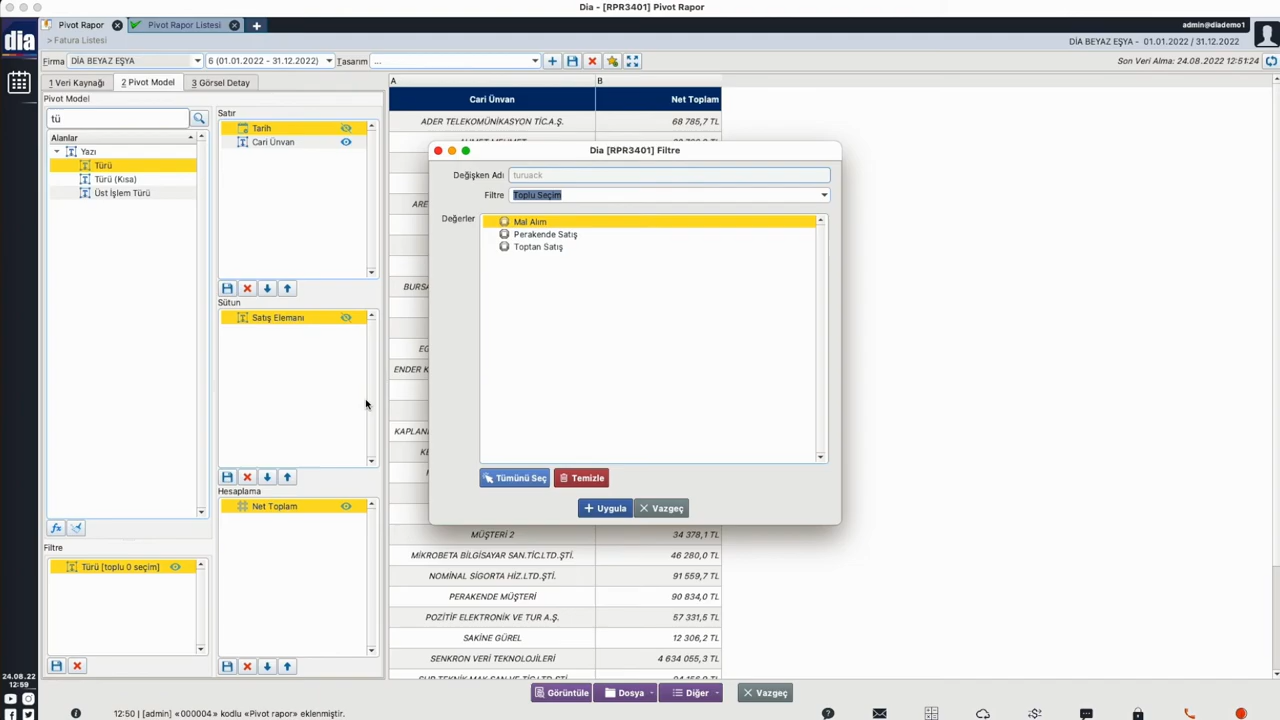 Dia - [RPR3401] Pivot Rapor
dia
Pivot Rapor
Pivot Rapor Listesi
admin@diademo1
> Fatura Listesi
DİA BEYAZ EŞYA - 01.01.2022 / 31.12.2022
Firma
DİA BEYAZ EŞYA
6 (01.01.2022 - 31.12.2022)
Tasarım
...
Son Veri Alma: 24.08.2022 12:51:24
1 Veri Kaynağı
2 Pivot Model
3 Görsel Detay
Pivot Model
tü
Alanlar
Yazı
Türü
Türü (Kısa)
Üst İşlem Türü
Filtre
Türü [toplu 0 seçim]
Satır
Tarih
Cari Ünvan
Sütun
Satış Elemanı
Hesaplama
Net Toplam
A
B
Cari Ünvan
Net Toplam
ADER TELEKOMÜNİKASYON TİC.A.Ş.
68 785,7 TL
Dia [RPR3401] Filtre
Değişken Adı
turuack
Filtre
Toplu Seçim
Değerler
Mal Alım
Perakende Satış
Toptan Satış
Tümünü Seç
Temizle
Uygula
Vazgeç
MÜŞTERİ 2
34 378,1 TL
MİKROBETA BİLGİSAYAR SAN.TİC.LTD.ŞTİ.
46 280,0 TL
NOMİNAL SİGORTA HİZ.LTD.ŞTİ.
91 559,7 TL
PERAKENDE MÜŞTERİ
90 834,0 TL
POZİTİF ELEKTRONİK VE TUR A.Ş.
57 331,5 TL
SAKİNE GÜREL
12 306,2 TL
SENKRON VERİ TEKNOLOJİLERİ
4 634 055,3 TL
Görüntüle
Dosya
Diğer
Vazgeç
24.08.22
12:59
12:50 | [admin] «000004» kodlu «Pivot rapor» eklenmiştir.